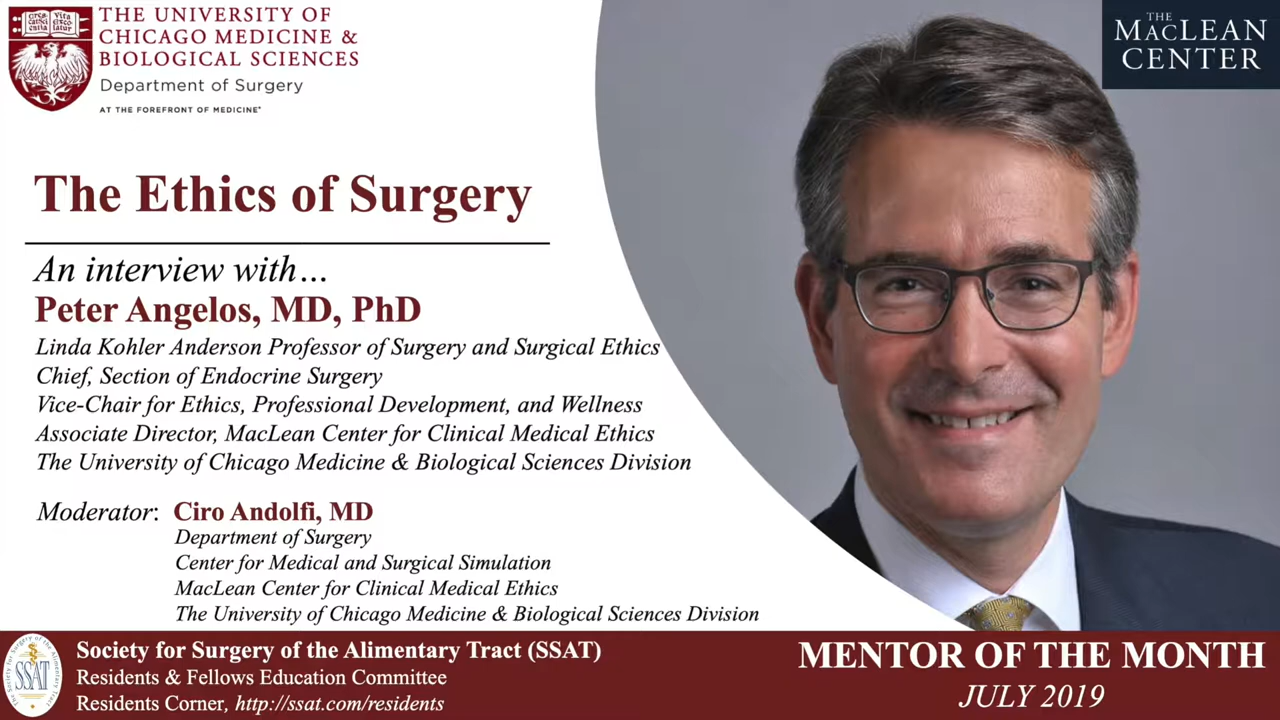 THE UNIVERSITY OF
CHICAGO MEDICINE &
BIOLOGICAL SCIENCES
Department of Surgery
AT THE FOREFRONT OF MEDICINE®
THE
MACLEAN
CENTER
The Ethics of Surgery
An interview with…
Peter Angelos, MD, PhD
Linda Kohler Anderson Professor of Surgery and Surgical Ethics
Chief, Section of Endocrine Surgery
Vice-Chair for Ethics, Professional Development, and Wellness
Associate Director, MacLean Center for Clinical Medical Ethics
The University of Chicago Medicine & Biological Sciences Division
Moderator: Ciro Andolfi, MD
Department of Surgery
Center for Medical and Surgical Simulation
MacLean Center for Clinical Medical Ethics
The University of Chicago Medicine & Biological Sciences Division
SSAT
Society for Surgery of the Alimentary Tract (SSAT)
Residents & Fellows Education Committee
Residents Corner, http://ssat.com/residents
MENTOR OF THE MONTH
JULY 2019